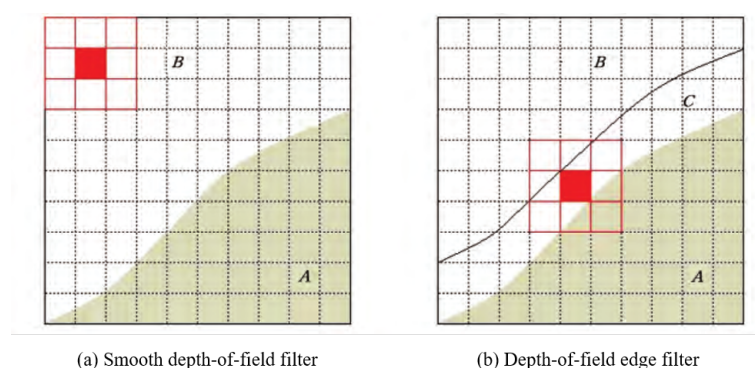 B
A
B
C
A
(a) Smooth depth-of-field filter
(b) Depth-of-field edge filter